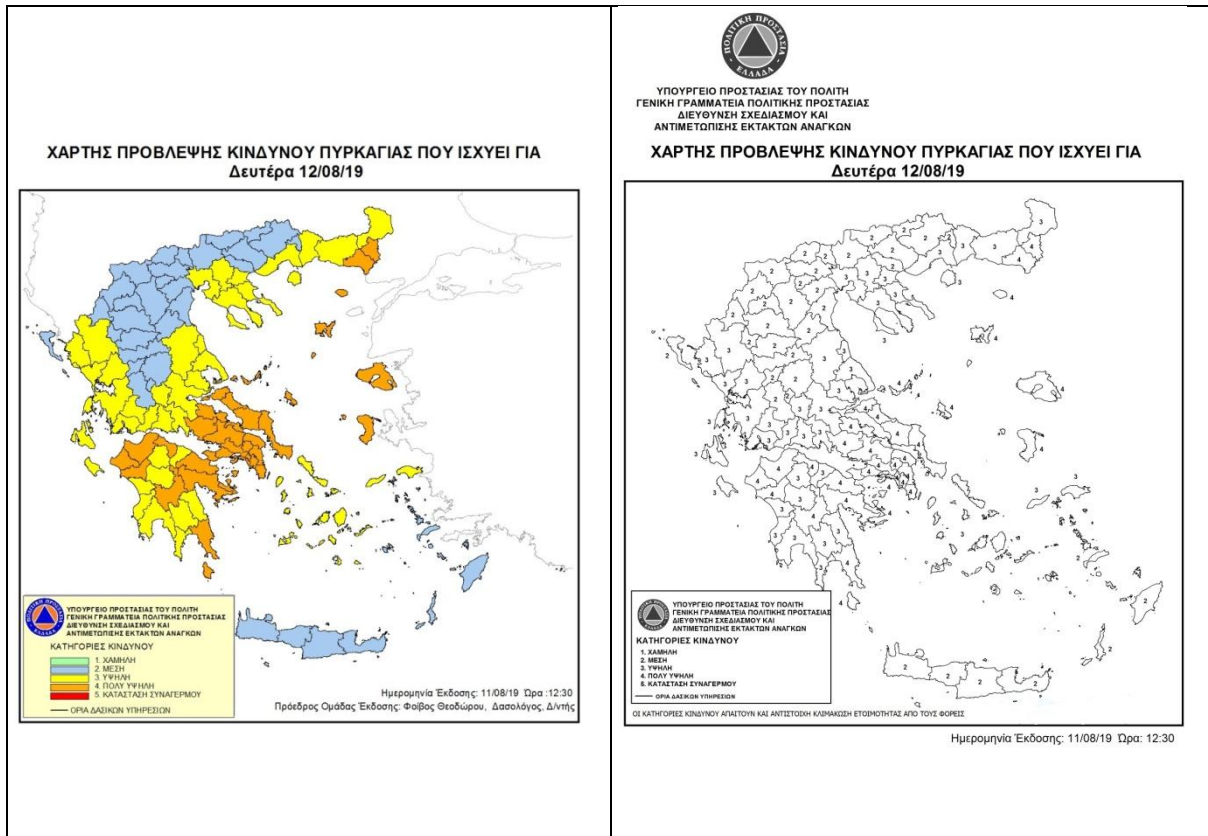 ΧΑΡΤΗΣ ΠΡΟΒΛΕΨΗΣ ΚΙΝΔΥΝΟΥ ΠΥΡΚΑΓΙΑΣ ΠΟΥ ΙΣΧΥΕΙ ΓΙΑ
Δευτέρα 12/08/19
ΠΟΛΙΤΙΚΗ ΠΡΟΣΤΑΣΙΑ
ΕΛΛΑΔΑ
ΥΠΟΥΡΓΕΙΟ ΠΡΟΣΤΑΣΙΑΣ ΤΟΥ ΠΟΛΙΤΗ
ΓΕΝΙΚΗ ΓΡΑΜΜΑΤΕΙΑ ΠΟΛΙΤΙΚΗΣ ΠΡΟΣΤΑΣΙΑΣ
ΔΙΕΥΘΥΝΣΗ ΣΧΕΔΙΑΣΜΟΥ ΚΑΙ
ΑΝΤΙΜΕΤΩΠΙΣΗΣ ΕΚΤΑΚΤΩΝ ΑΝΑΓΚΩΝ
ΚΑΤΗΓΟΡΙΕΣ ΚΙΝΔΥΝΟΥ
1. ΧΑΜΗΛΗ
2. ΜΕΣΗ
3. ΥΨΗΛΗ
4. ΠΟΛΥ ΥΨΗΛΗ
5. ΚΑΤΑΣΤΑΣΗ ΣΥΝΑΓΕΡΜΟΥ
ΟΡΙΑ ΔΑΣΙΚΩΝ ΥΠΗΡΕΣΙΩΝ
Ημερομηνία Έκδοσης: 11/08/19 Ώρα :12:30
Πρόεδρος Ομάδας Έκδοσης: Φοίβος Θεοδώρου, Δασολόγος, Δ/ντής
ΠΟΛΙΤΙΚΗ ΠΡΟΣΤΑΣΙΑ
ΕΛΛΑΔΑ
ΥΠΟΥΡΓΕΙΟ ΠΡΟΣΤΑΣΙΑΣ ΤΟΥ ΠΟΛΙΤΗ
ΓΕΝΙΚΗ ΓΡΑΜΜΑΤΕΙΑ ΠΟΛΙΤΙΚΗΣ ΠΡΟΣΤΑΣΙΑΣ
ΔΙΕΥΘΥΝΣΗ ΣΧΕΔΙΑΣΜΟΥ ΚΑΙ
ΑΝΤΙΜΕΤΩΠΙΣΗΣ ΕΚΤΑΚΤΩΝ ΑΝΑΓΚΩΝ
ΧΑΡΤΗΣ ΠΡΟΒΛΕΨΗΣ ΚΙΝΔΥΝΟΥ ΠΥΡΚΑΓΙΑΣ ΠΟΥ ΙΣΧΥΕΙ ΓΙΑ
Δευτέρα 12/08/19
ΥΠΟΥΡΓΕΙΟ ΠΡΟΣΤΑΣΙΑΣ ΤΟΥ ΠΟΛΙΤΗ
ΓΕΝΙΚΗ ΓΡΑΜΜΑΤΕΙΑ ΠΟΛΙΤΙΚΗΣ ΠΡΟΣΤΑΣΙΑΣ
ΔΙΕΥΘΥΝΣΗ ΣΧΕΔΙΑΣΜΟΥ ΚΑΙ
ΑΝΤΙΜΕΤΩΠΙΣΗΣ ΕΚΤΑΚΤΩΝ ΑΝΑΓΚΩΝ
ΚΑΤΗΓΟΡΙΕΣ ΚΙΝΔΥΝΟΥ
1. ΧΑΜΗΛΗ
2. ΜΕΣΗ
3. ΥΨΗΛΗ
4. ΠΟΛΥ ΥΨΗΛΗ
5. ΚΑΤΑΣΤΑΣΗ ΣΥΝΑΓΕΡΜΟΥ
ΟΡΙΑ ΔΑΣΙΚΩΝ ΥΠΗΡΕΣΙΩΝ
ΟΙ ΚΑΤΗΓΟΡΙΕΣ ΚΙΝΔΥΝΟΥ ΑΠΑΙΤΟΥΝ ΚΑΙ ΑΝΤΙΣΤΟΙΧΗ ΚΛΙΜΑΚΩΣΗ ΕΤΟΙΜΟΤΗΤΑΣ ΑΠΟ ΤΟΥΣ ΦΟΡΕΙΣ
Ημερομηνία Έκδοσης: 11/08/19 Ώρα: 12:30